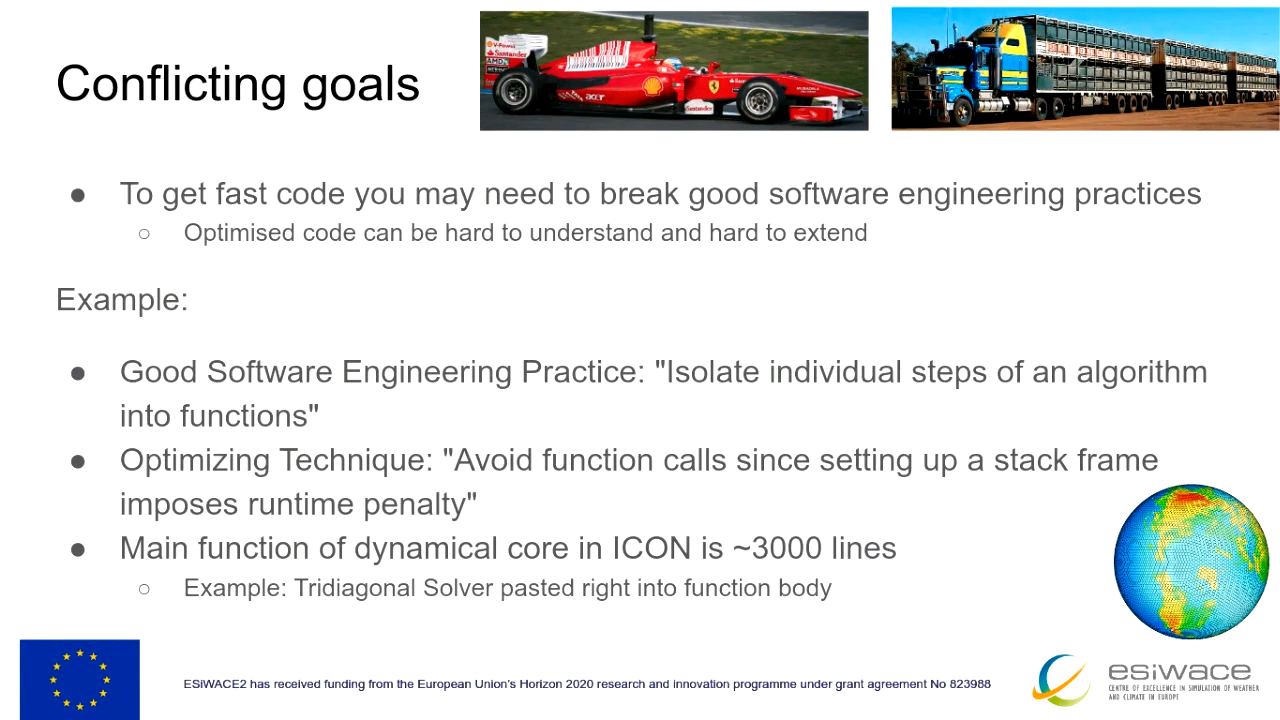 Conflicting goals
V-Power
Santander
AMD
acer
Santander
● To get fast code you may need to break good software engineering practices
○ Optimised code can be hard to understand and hard to extend
Example:
● Good Software Engineering Practice: "Isolate individual steps of an algorithm
into functions"
● Optimizing Technique: "Avoid function calls since setting up a stack frame
imposes runtime penalty"
● Main function of dynamical core in ICON is ~3000 lines
○ Example: Tridiagonal Solver pasted right into function body
ESiWACE2 has received funding from the European Union's Horizon 2020 research and innovation programme under grant agreement No 823988
esiwace
CENTRE OF EXCELLENCE IN SIMULATION OF WEATHER
AND CLIMATE IN EUROPE